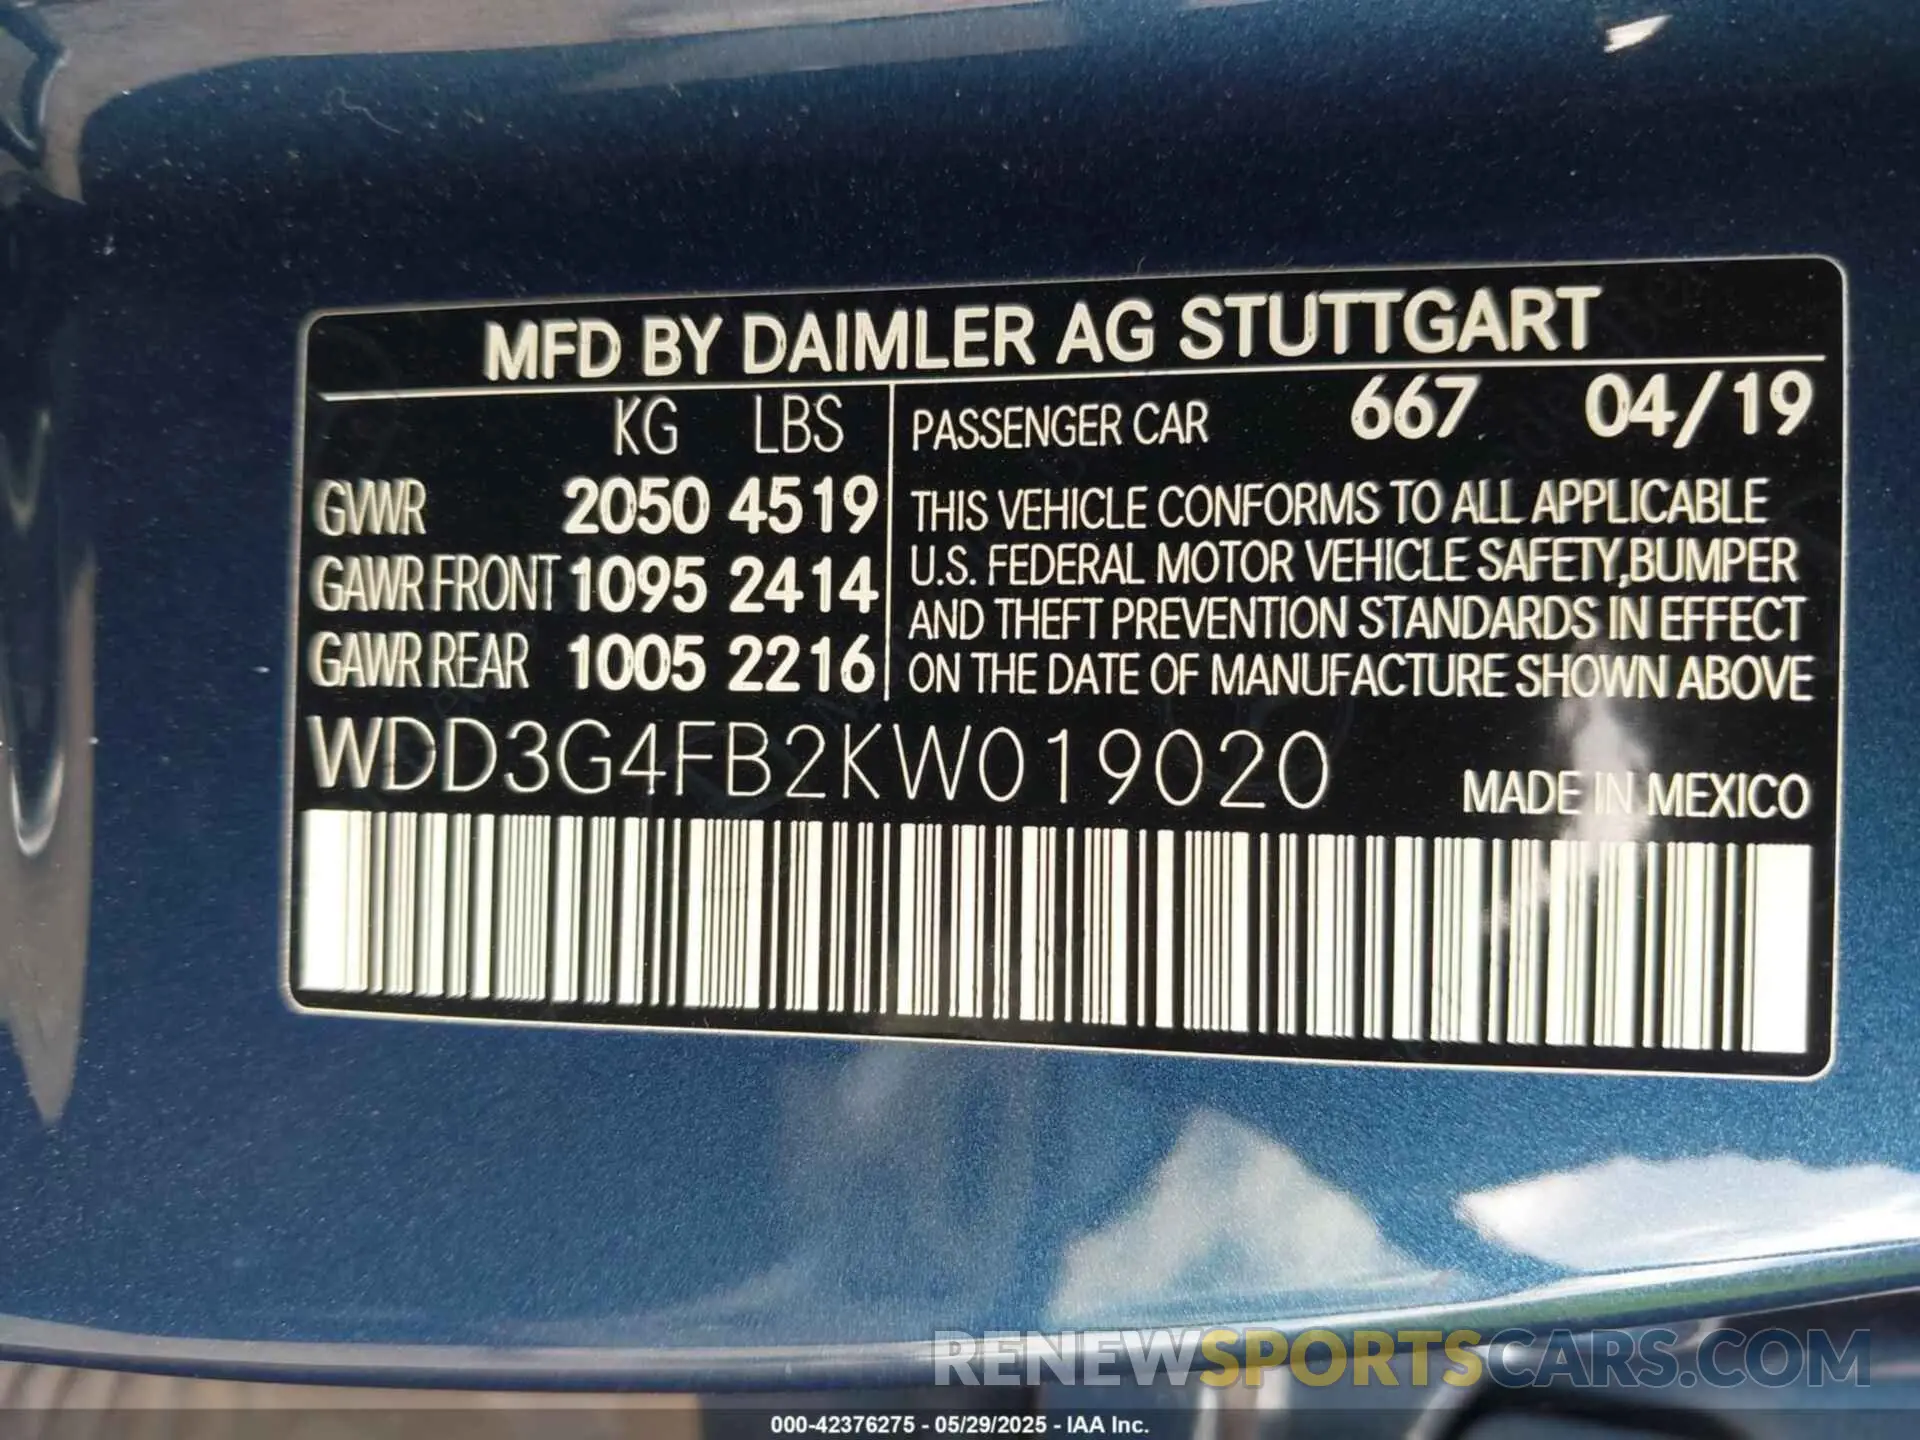 MFD BY DAIMLER AG STUTTGART
KG LBS
GVWR 2050 4519
GAWR FRONT 1095 2414
GAWR REAR 1005 2216
PASSENGER CAR 667 04/19
THIS VEHICLE CONFORMS TO ALL APPLICABLE
U.S. FEDERAL MOTOR VEHICLE SAFETY,BUMPER
AND THEFT PREVENTION STANDARDS IN EFFECT
ON THE DATE OF MANUFACTURE SHOWN ABOVE
WDD3G4FB2KW019020
MADE IN MEXICO
RENEWSPORTSCARS.COM
000-42376275 - 05/29/2025 - IAA Inc.